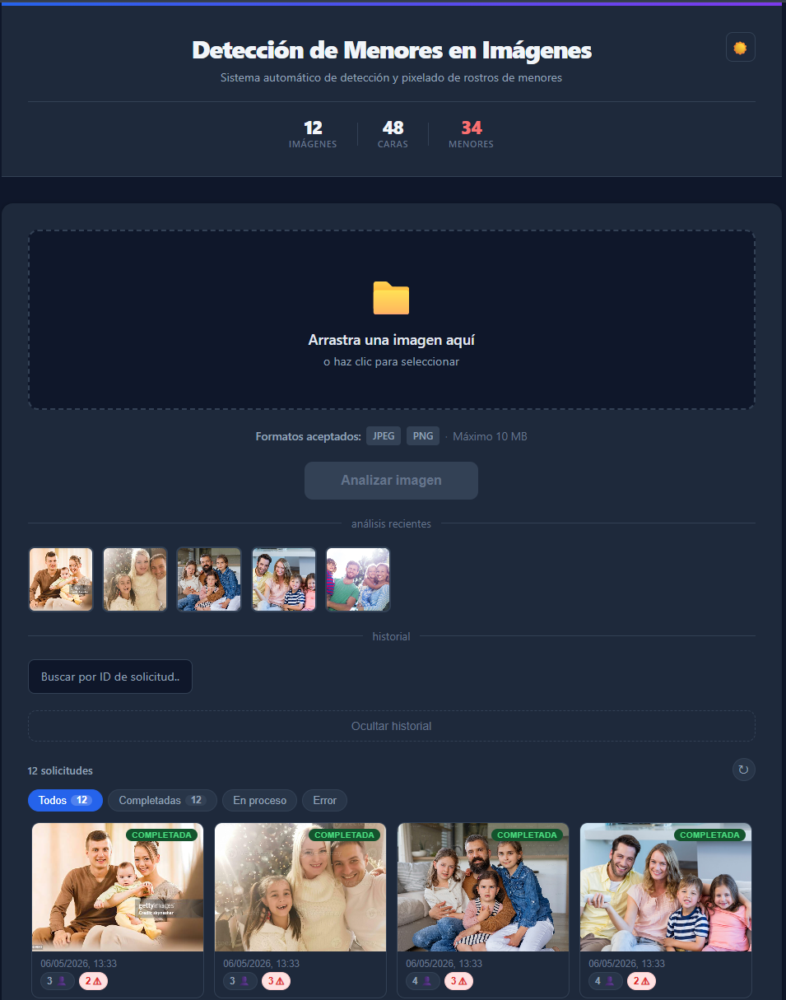 Detección de Menores en Imágenes
Sistema automático de detección y pixelado de rostros de menores
12 48 34
IMÁGENES CARAS MENORES
Arrastra una imagen aquí
o haz clic para seleccionar
Formatos aceptados: JPEG PNG · Máximo 10 MB
Analizar imagen
análisis recientes
historial
Buscar por ID de solicitud..
Ocultar historial
12 solicitudes
Todos 12 Completadas 12 En proceso Error
COMPLETADA COMPLETADA COMPLETADA COMPLETADA
gettyimages
Credit: skynesher
06/05/2026, 13:33 06/05/2026, 13:33 06/05/2026, 13:33 06/05/2026, 13:33
3 2 3 3 4 3 4 2